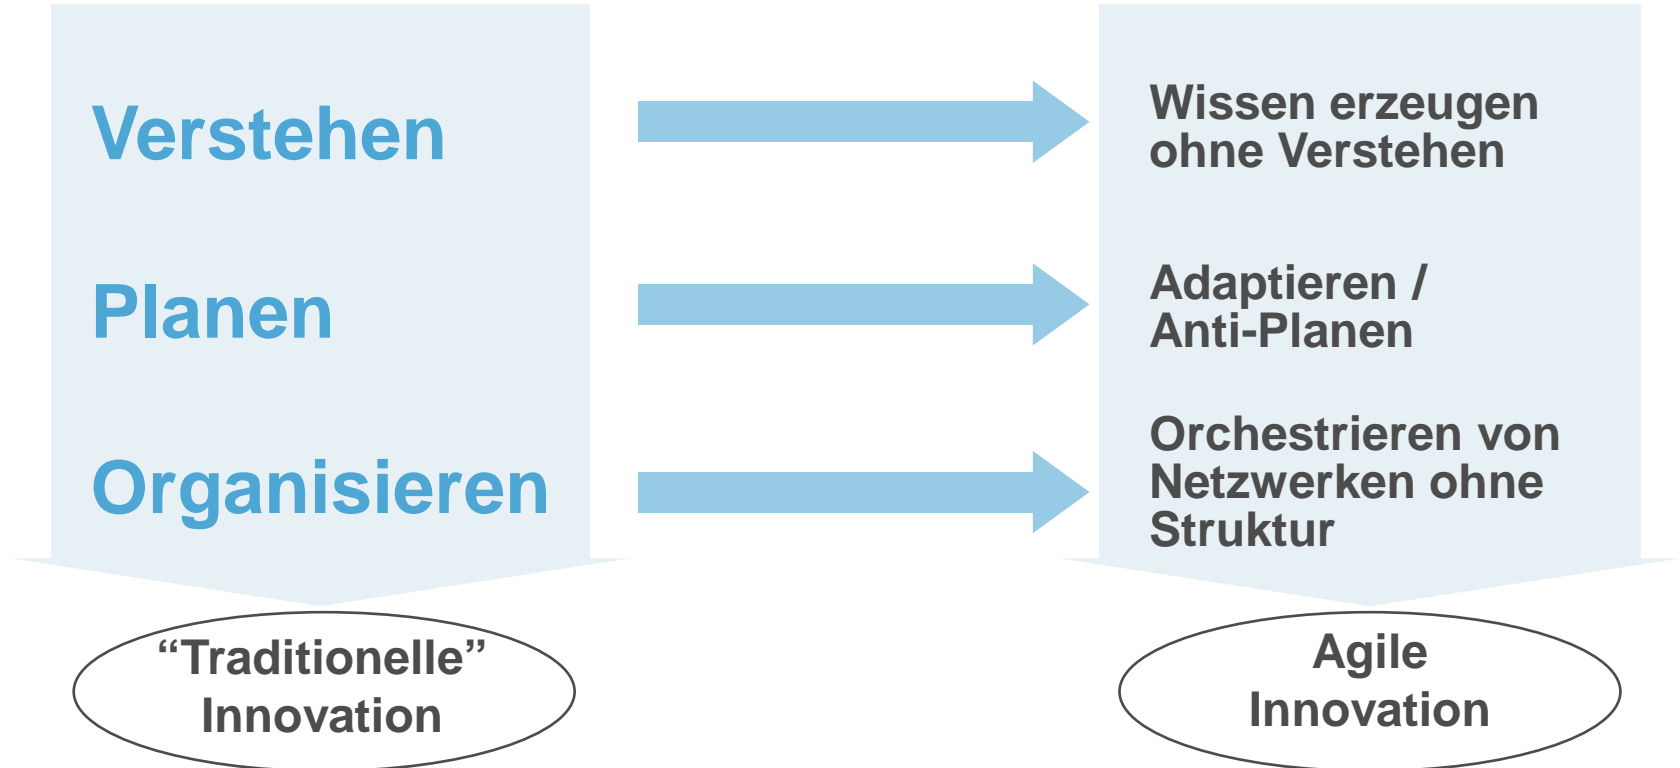 Verstehen
Wissen erzeugen
ohne Verstehen
Planen
Adaptieren /
Anti-Planen
Organisieren
Orchestrieren von
Netzwerken ohne
Struktur
“Traditionelle”
Innovation
Agile
Innovation